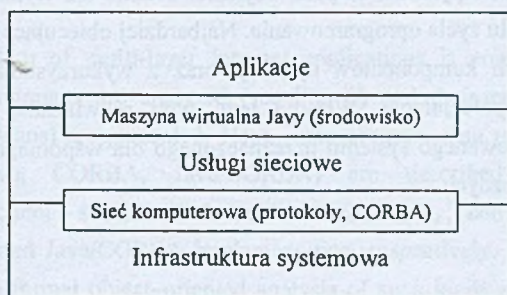 Aplikacje
Maszyna wirtualna Javy (środowisko)
Usługi sieciowe
Sieć komputerowa (protokoły, CORBA)
Infrastruktura systemowa